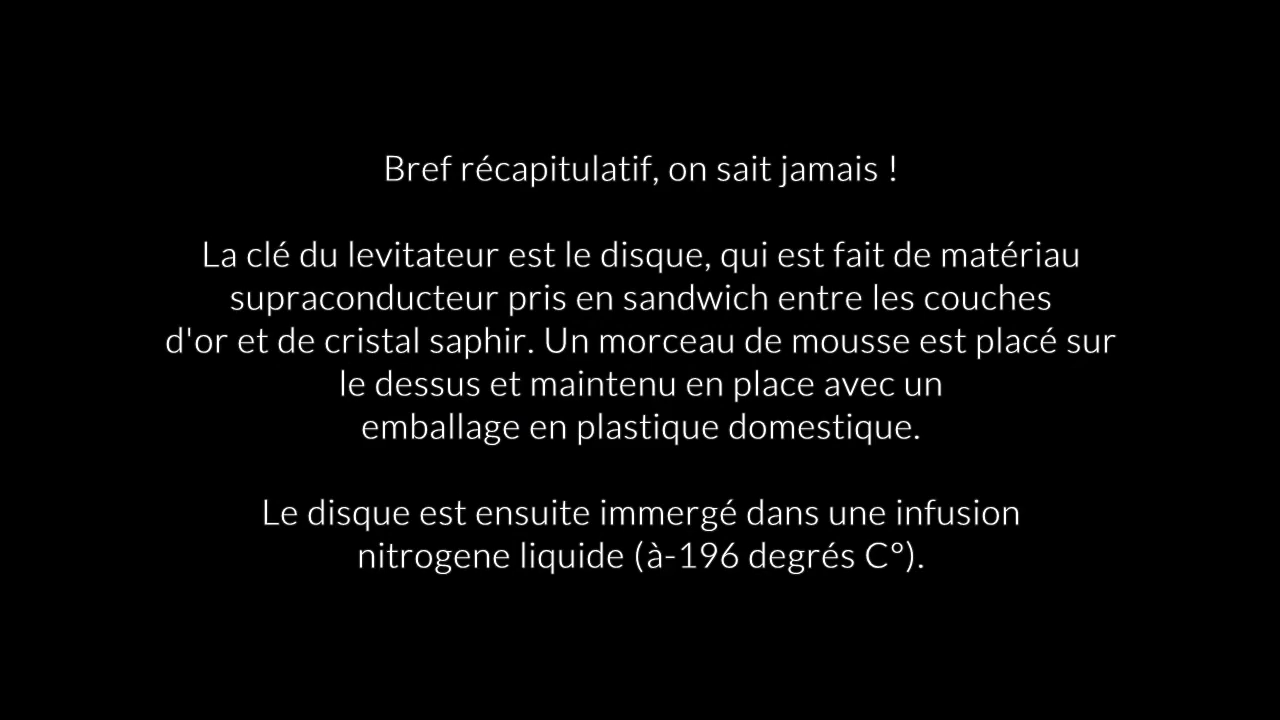 Bref récapitulatif, on sait jamais !
La clé du levitateur est le disque, qui est fait de matériau
supraconducteur pris en sandwich entre les couches
d'or et de cristal saphir. Un morceau de mousse est placé sur
le dessus et maintenu en place avec un
emballage en plastique domestique.
Le disque est ensuite immergé dans une infusion
nitrogene liquide (à-196 degrés C°).